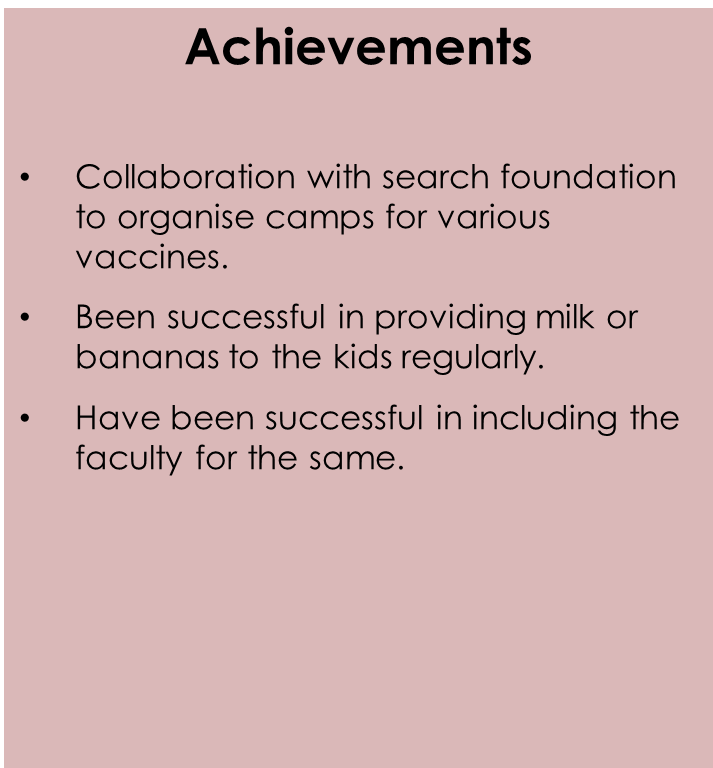 Achievements
• Collaboration with search foundation
to organise camps for various
vaccines.
• Been successful in providing milk or
bananas to the kids regularly.
• Have been successful in including the
faculty for the same.